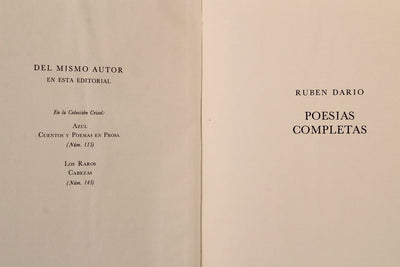 DEL MISMO AUTOR
EN ESTA EDITORIAL
En la Colección Crisol:
AZUL
CUENTOS Y POEMAS EN PROSA
(Núm. 115)
LOS RAROS
CABEZAS
(Núm. 143)
RUBEN DARIO
POESIAS
COMPLETAS